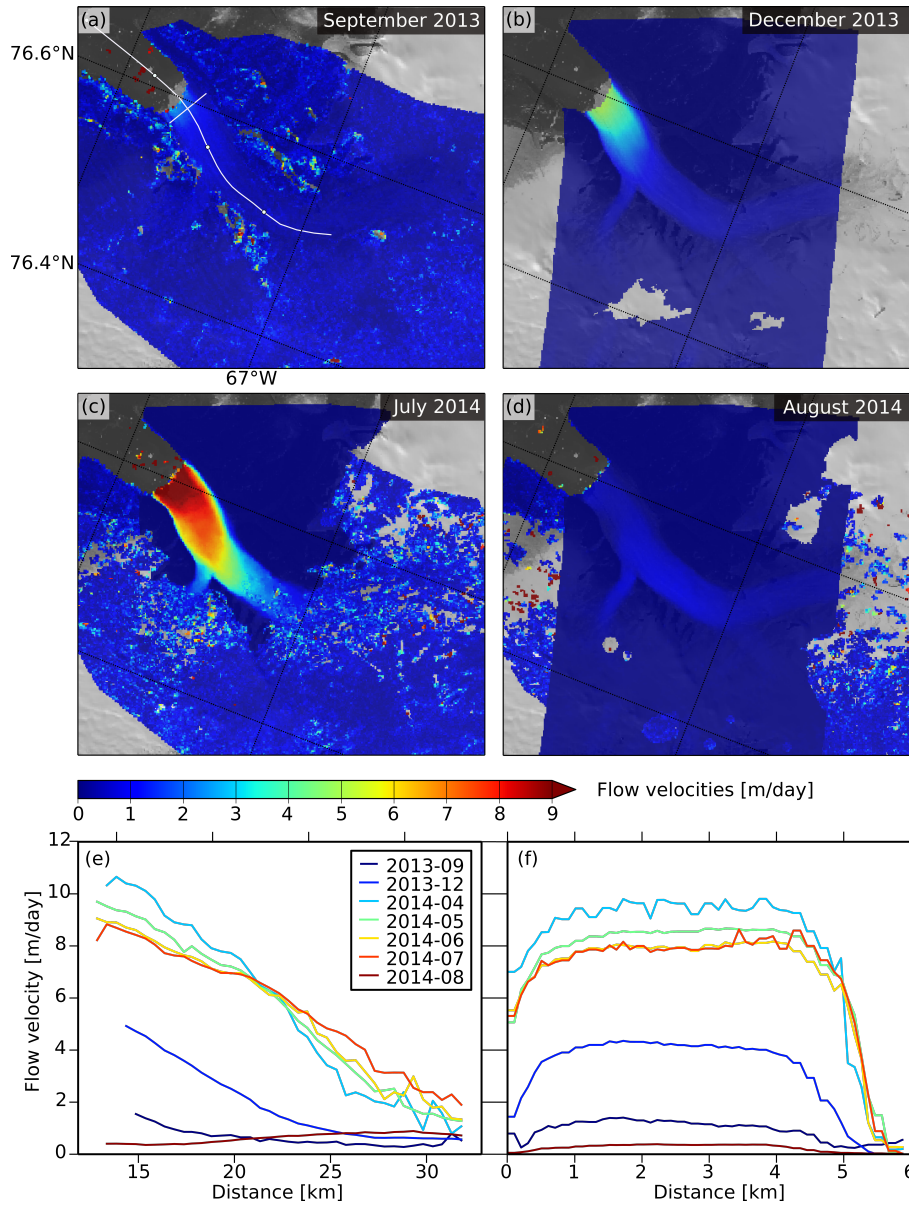 (a) September 2013
(b) December 2013
76.6°N
76.4°N
67°W
(c) July 2014
(d) August 2014
0 1 2 3 4 5 6 7 8 9
Flow velocities [m/day]
(e)
12
10
8
6
4
2
0
Flow velocity [m/day]
2013-09
2013-12
2014-04
2014-05
2014-06
2014-07
2014-08
15 20 25 30
Distance [km]
(f)
0 1 2 3 4 5 6
Distance [km]